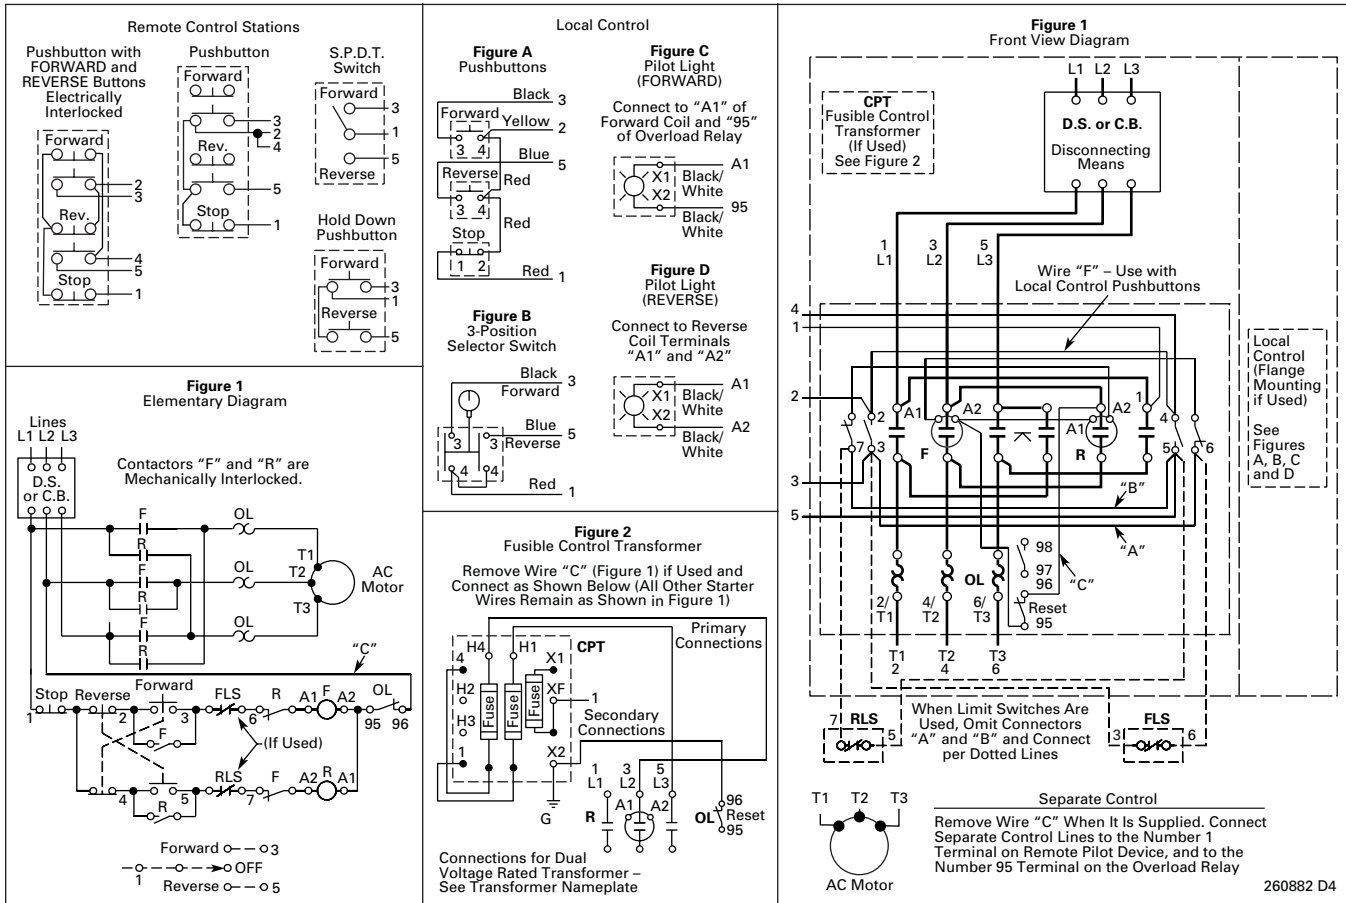 Remote Control Stations
Pushbutton with
FORWARD and
REVERSE Buttons
Electrically
Interlocked
Forward
2
3
Rev.
4
5
Stop
1
Pushbutton
Forward
3
2
4
Rev.
5
Stop
1
S.P.D.T.
Switch
Forward
3
1
5
Reverse
Hold Down
Pushbutton
Forward
3
1
Reverse
5
Local Control
Figure A
Pushbuttons
Black 3
Forward
Yellow 2
3 4
Blue
5
Reverse
Red
3 4
Red
Stop
1 2
Red 1
Figure B
3-Position
Selector Switch
Black 3
Forward
Blue 5
Reverse
3 3
4 4
Red 1
Figure C
Pilot Light
(FORWARD)
Connect to "A1" of
Forward Coil and "95"
of Overload Relay
A1
X1 Black/
White
X2
95
Black/
White
Figure D
Pilot Light
(REVERSE)
Connect to Reverse
Coil Terminals
"A1" and "A2"
A1
X1 Black/
White
X2
A2
Black/
White
Figure 1
Elementary Diagram
Lines
L1 L2 L3
D.S.
or C.B.
Contactors "F" and "R" are
Mechanically Interlocked.
F OL
R
F OL
R
F OL
R
T1
T2
T3
AC
Motor
"C"
Stop Reverse Forward FLS R A1 F A2 OL
1 2 3 6 95 96
F
(If Used)
RLS F A2 R A1
4 5 7
R
Forward 3
OFF
1
Reverse 5
Figure 2
Fusible Control Transformer
Remove Wire "C" (Figure 1) if Used and
Connect as Shown Below (All Other Starter
Wires Remain as Shown in Figure 1)
Primary
Connections
H4 H1 CPT
4 X1
H2 Fuse Fuse Fuse XF 1
H3
Secondary
Connections
1 X2
G
1 3 5
L1 L2 L3
R A1 A2 OL
96
Reset
95
Connections for Dual
Voltage Rated Transformer –
See Transformer Nameplate
Figure 1
Front View Diagram
L1 L2 L3
CPT
Fusible Control
Transformer
(If Used)
See Figure 2
D.S. or C.B.
Disconnecting
Means
1 3 5
L1 L2 L3
Wire "F" – Use with
Local Control Pushbuttons
4
1
2
2 A1 A2 A1 A2 1 4
7 3 F R 5 6
3
"B"
5
"A"
98
97
96
"C"
OL
Reset
95
2/ 4/ 6/
T1 T2 T3
T1 T2 T3
2 4 6
Local
Control
(Flange
Mounting
if Used)
See
Figures
A, B, C
and D
7 RLS 5
When Limit Switches Are
Used, Omit Connectors
"A" and "B" and Connect
per Dotted Lines
3 FLS 6
T1 T2 T3
AC Motor
Separate Control
Remove Wire "C" When It Is Supplied. Connect
Separate Control Lines to the Number 1
Terminal on Remote Pilot Device, and to the
Number 95 Terminal on the Overload Relay
260882 D4